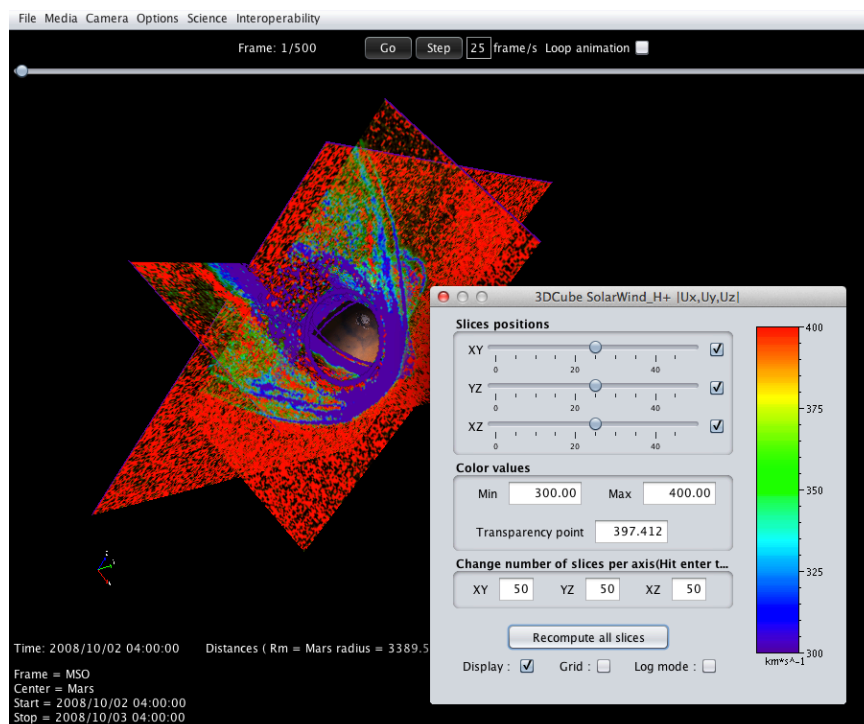 File Media Camera Options Science Interoperability
Frame: 1/500 Go Step 25 frame/s Loop animation
3DCube SolarWind_H+ |Ux,Uy,Uz|
Slices positions
XY
0 20 40
YZ
0 20 40
XZ
0 20 40
Color values
Min 300.00 Max 400.00
Transparency point 397.412
Change number of slices per axis(Hit enter t...
XY 50 YZ 50 XZ 50
Recompute all slices
Display : Grid : Log mode :
400
375
350
325
300
km*s^-1
Time: 2008/10/02 04:00:00 Distances ( Rm = Mars radius = 3389.5
Frame = MSO
Center = Mars
Start = 2008/10/02 04:00:00
Stop = 2008/10/03 04:00:00